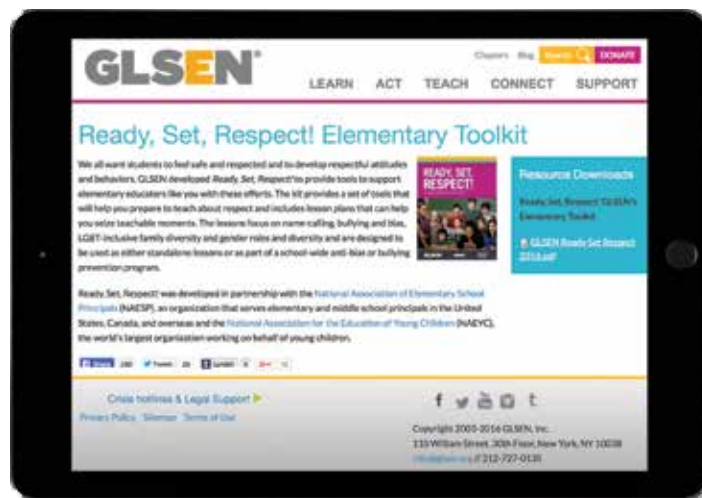 GLSEN®
Chapters Blog Search DONATE
LEARN ACT TEACH CONNECT SUPPORT
Ready, Set, Respect! Elementary Toolkit
We all want students to feel safe and respected and to develop respectful attitudes
and behaviors. GLSEN developed Ready, Set, Respect! to provide tools to support
elementary educators like you with these efforts. The kit provides a set of tools that
will help you prepare to teach about respect and includes lesson plans that can help
you seize teachable moments. The lessons focus on name-calling, bullying and bias,
LGBT-inclusive family diversity and gender roles and diversity and are designed to
be used as either standalone lessons or as part of a school-wide anti-bias or bullying
prevention program.
READY, SET,
RESPECT!
Resource Downloads
Ready, Set, Respect! GLSEN's
Elementary Toolkit
GLSEN Ready Set Respect
2016.pdf
Ready, Set, Respect! was developed in partnership with the National Association of Elementary School
Principals (NAESP), an organization that serves elementary and middle school principals in the United
States, Canada, and overseas and the National Association for the Education of Young Children (NAEYC),
the world's largest organization working on behalf of young children.
Share Tweet
Crisis hotlines & Legal Support
Privacy Policy Sitemap Terms of Use
Copyright 2003-2016 GLSEN, Inc.
110 William Street, 30th Floor, New York, NY 10038
212-727-0135